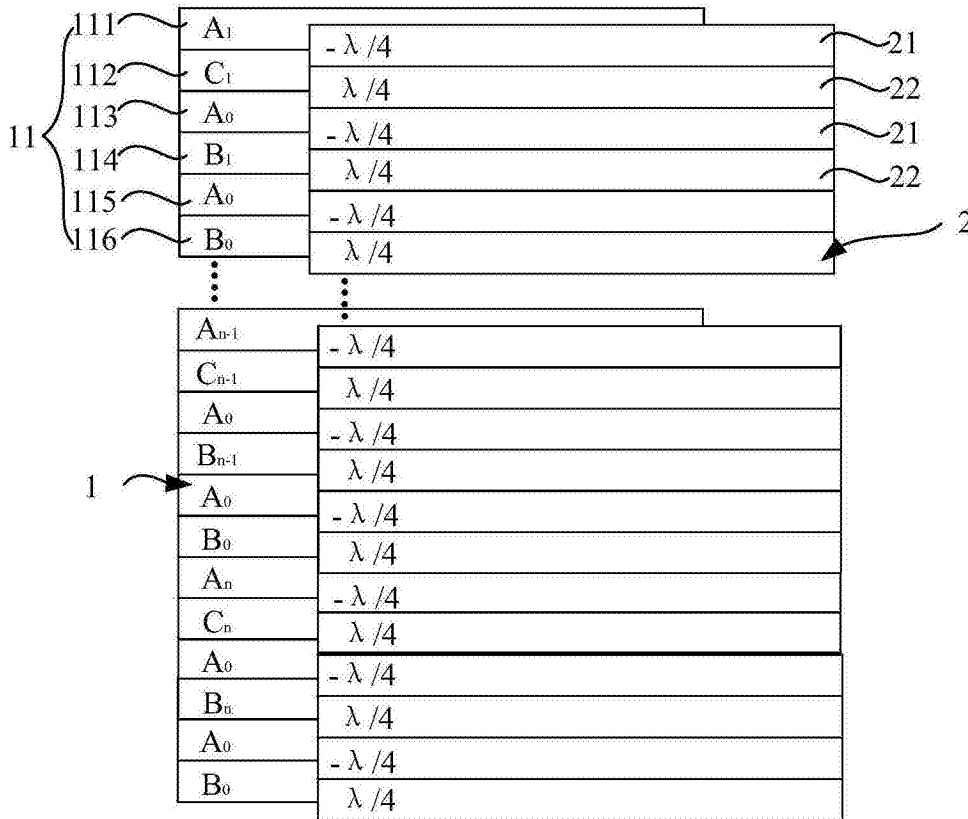 111 A₁
- λ/4 21
112 C₁
λ/4 22
113 A₀
- λ/4 21
11
114 B₁
λ/4 22
115 A₀
- λ/4
116 B₀
λ/4 2
Aₙ₋₁
- λ/4
Cₙ₋₁
λ/4
A₀
- λ/4
Bₙ₋₁
λ/4
1 A₀
- λ/4
B₀
λ/4
Aₙ
- λ/4
Cₙ
λ/4
A₀
- λ/4
Bₙ
λ/4
A₀
- λ/4
B₀
λ/4